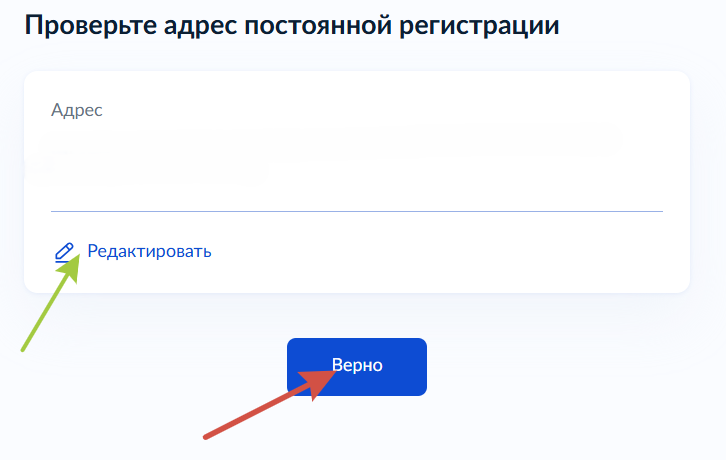 Проверьте адрес постоянной регистрации
Адрес
Редактировать
Верно